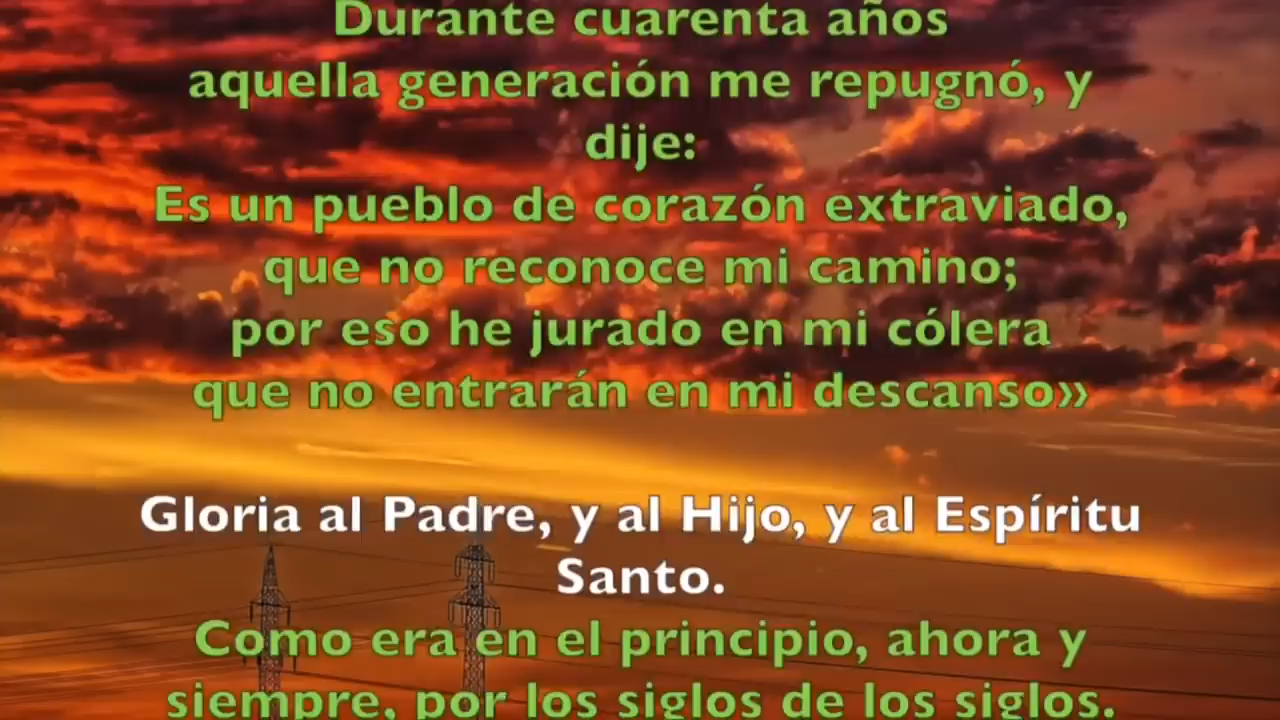 Durante cuarenta años
aquella generación me repugnó, y
dije:
Es un pueblo de corazón extraviado,
que no reconoce mi camino;
por eso he jurado en mi cólera
que no entrarán en mi descanso»
Gloria al Padre, y al Hijo, y al Espíritu
Santo.
Como era en el principio, ahora y
siempre, por los siglos de los siglos.